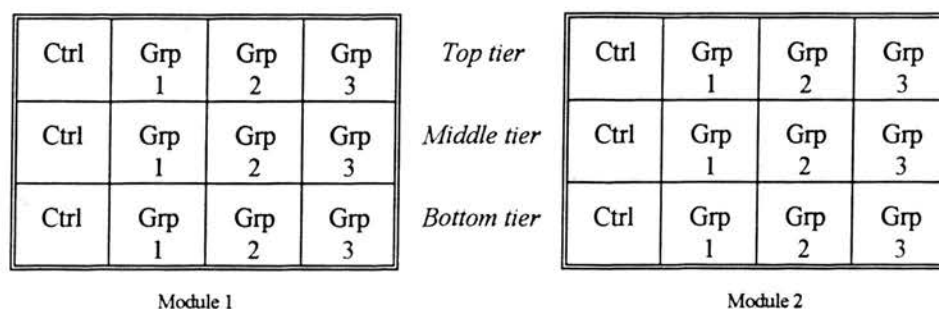 Ctrl Grp 1 Grp 2 Grp 3 Top tier Ctrl Grp 1 Grp 2 Grp 3
Ctrl Grp 1 Grp 2 Grp 3 Middle tier Ctrl Grp 1 Grp 2 Grp 3
Ctrl Grp 1 Grp 2 Grp 3 Bottom tier Ctrl Grp 1 Grp 2 Grp 3
Module 1 Module 2